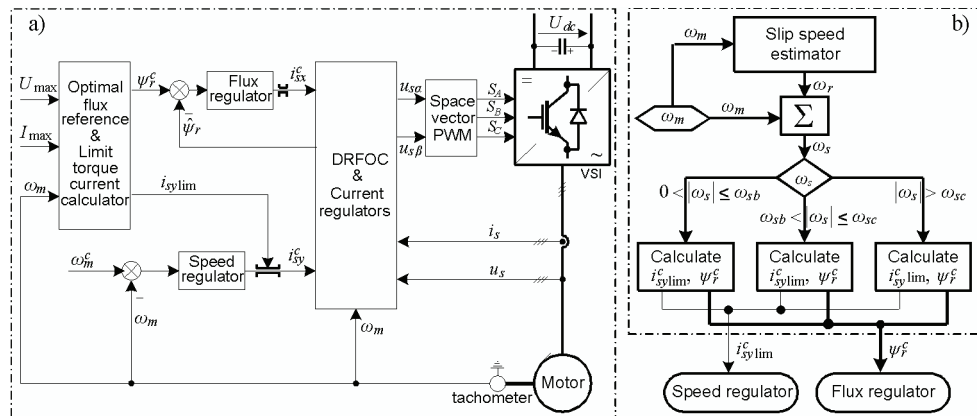 a)
U_max
I_max
ω_m
Optimal
flux
reference
&
Limit
torque
current
calculator
ψ_r^c
Flux
regulator
i_sx^c
−
ψ̂_r
i_sylim
ω_m^c
−
ω_m
Speed
regulator
i_sy^c
DRFOC
&
Current
regulators
u_sα
u_sβ
Space
vector
PWM
S_A
S_B
S_C
U_dc
− +
=
~
VSI
i_s
u_s
ω_m
tachometer
Motor
b)
ω_m
Slip speed
estimator
ω_r
ω_m
ω_m
Σ
ω_s
ω_s
0 < |ω_s| ≤ ω_sb
ω_sb < |ω_s| ≤ ω_sc
|ω_s| > ω_sc
Calculate
i_sylim^c, ψ_r^c
Calculate
i_sylim^c, ψ_r^c
Calculate
i_sylim^c, ψ_r^c
i_sylim^c
ψ_r^c
Speed regulator
Flux regulator